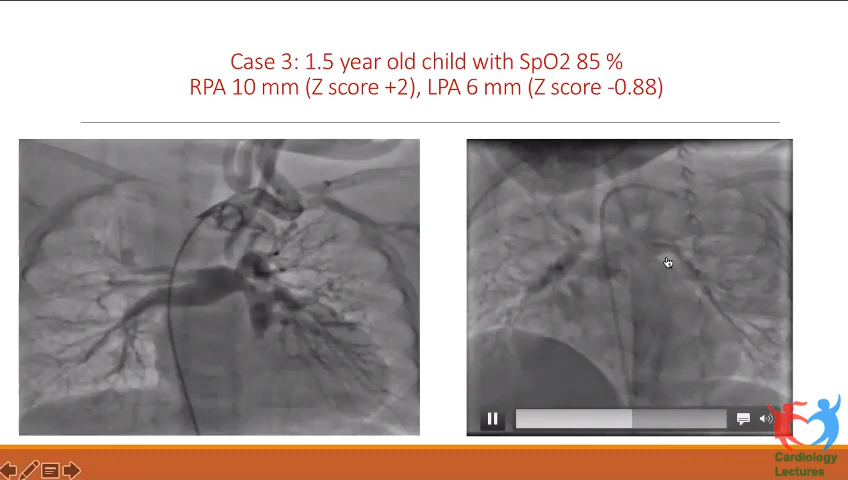 Case 3: 1.5 year old child with SpO2 85 %
RPA 10 mm (Z score +2), LPA 6 mm (Z score -0.88)
Cardiology
Lectures